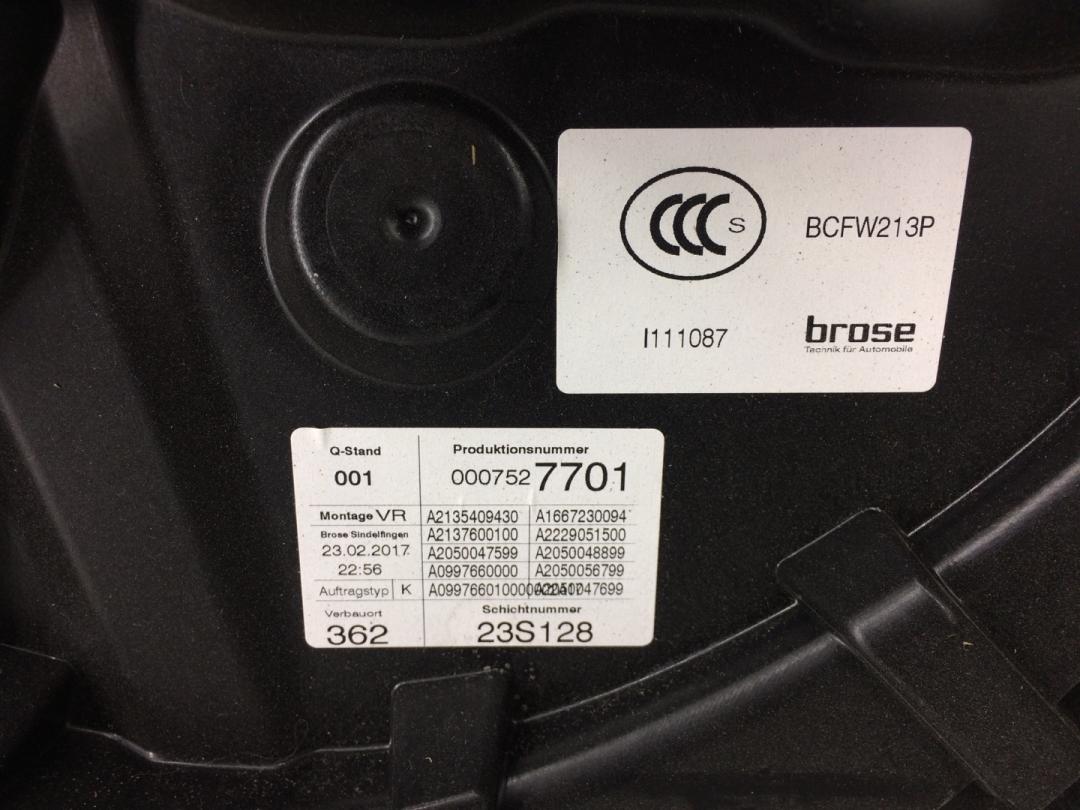 CCC S
BCFW213P
I111087
brose
Technik für Automobile
Q-Stand
001
Produktionsnummer
0007527701
Montage VR
A2135409430 A1667230094
Brose Sindelfingen
A2137600100 A2229051500
23.02.2017
A2050047599 A2050048899
22:56
A0997660000 A2050056799
Auftragstyp K
Verbauort
362
Schichtnummer
23S128